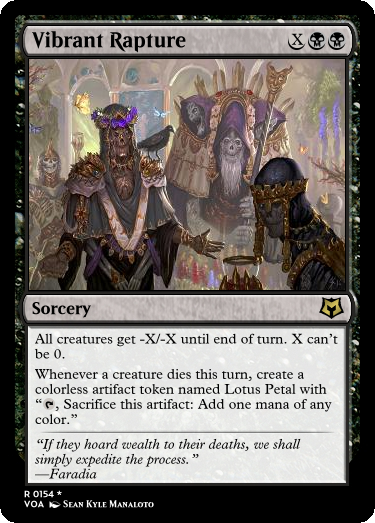 Vibrant Rapture X
Sorcery
All creatures get -X/-X until end of turn. X can't
be 0.
Whenever a creature dies this turn, create a
colorless artifact token named Lotus Petal with
“, Sacrifice this artifact: Add one mana of any
color.”
“If they hoard wealth to their deaths, we shall
simply expedite the process.”
—Faradia
R 0154 *
VOA Sean Kyle Manaloto